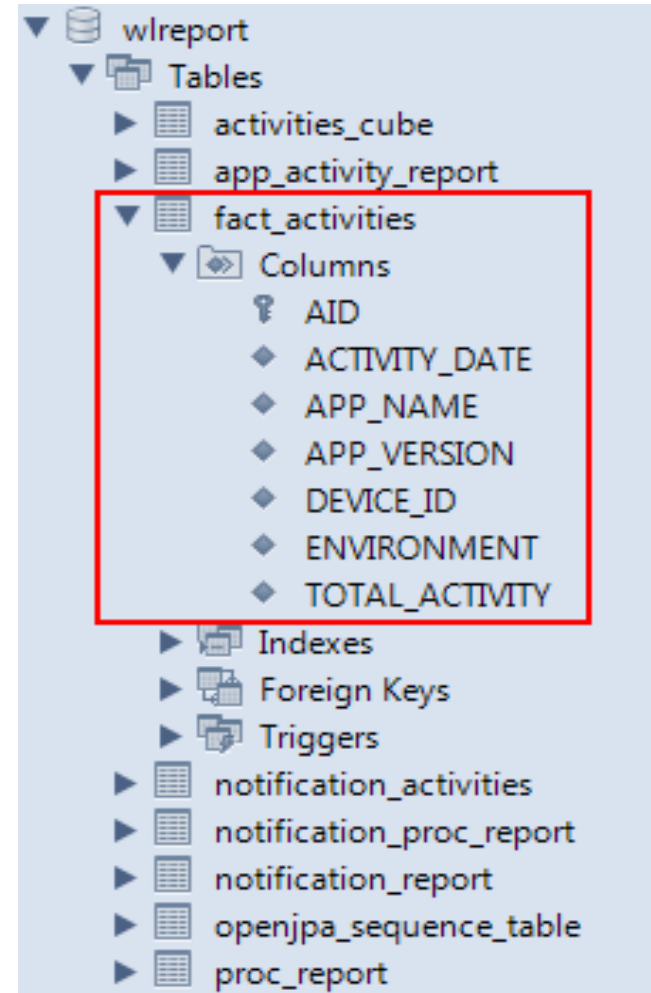 wlreport
Tables
activities_cube
app_activity_report
fact_activities
Columns
AID
ACTIVITY_DATE
APP_NAME
APP_VERSION
DEVICE_ID
ENVIRONMENT
TOTAL_ACTIVITY
Indexes
Foreign Keys
Triggers
notification_activities
notification_proc_report
notification_report
openjpa_sequence_table
proc_report